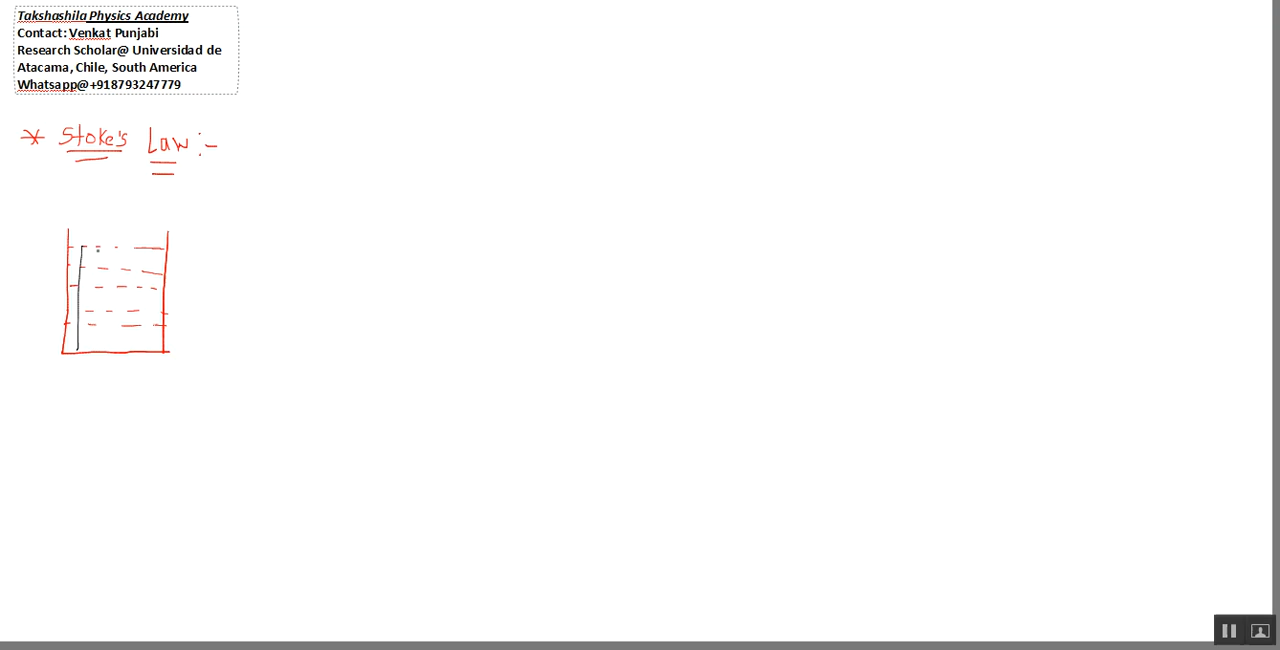 Takshashila Physics Academy
Contact: Venkat Punjabi
Research Scholar@ Universidad de
Atacama, Chile, South America
Whatsapp@+918793247779
* Stoke's Law :-